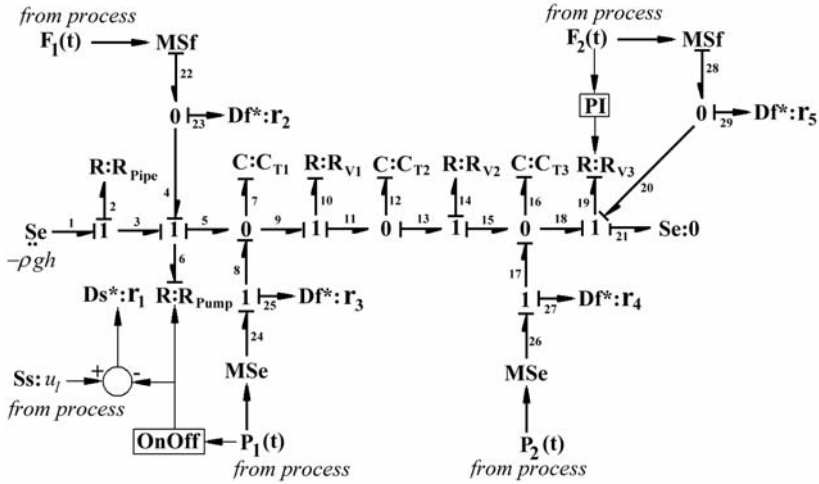 from process
F1(t)
MSf
22
0
23
Df*:r2
R:RPipe
2
4
Se
1
1
3
1
5
-ρgh
6
Ds*:r1
R:RPump
Ss: u1
+
-
from process
OnOff
P1(t)
from process
C:CT1
7
0
8
1
25
Df*:r3
24
MSe
9
R:RV1
10
1
11
C:CT2
12
0
13
R:RV2
14
1
15
C:CT3
16
0
17
1
27
Df*:r4
26
MSe
P2(t)
from process
18
from process
F2(t)
MSf
28
PI
0
29
Df*:r5
R:RV3
19
20
1
21
Se:0